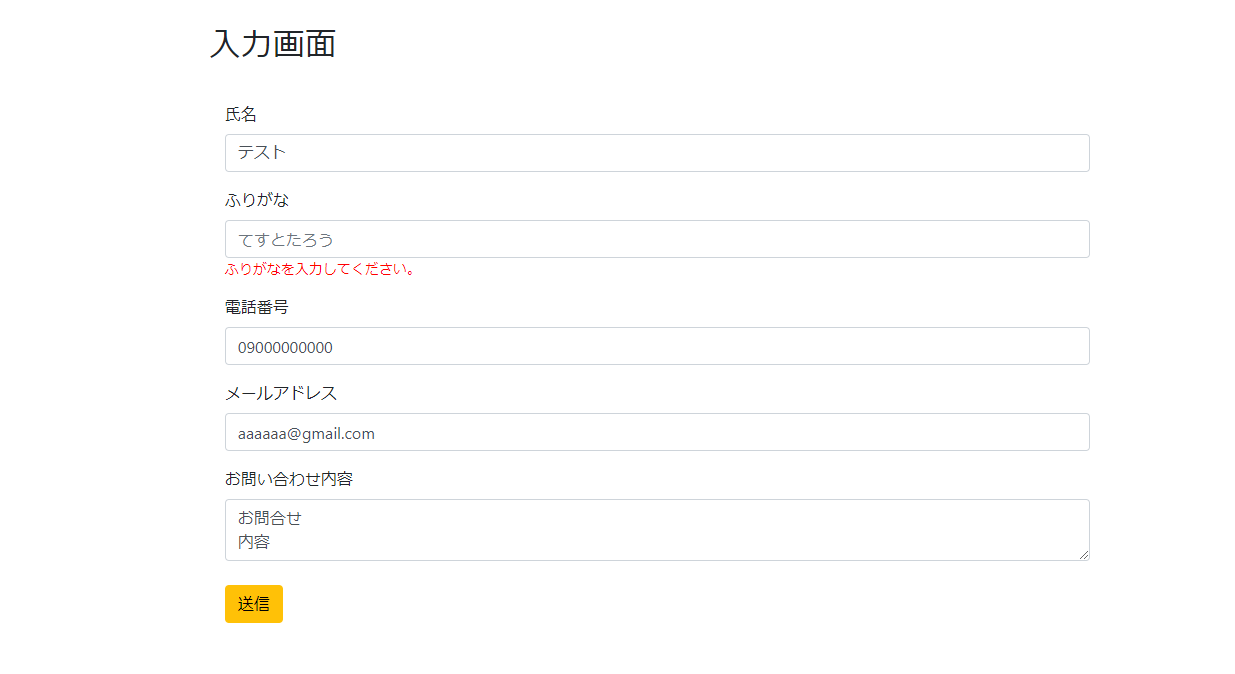 入力画面
氏名
テスト
ふりがな
てすとたろう
ふりがなを入力してください。
電話番号
09000000000
メールアドレス
aaaaaa@gmail.com
お問い合わせ内容
お問合せ
内容
送信